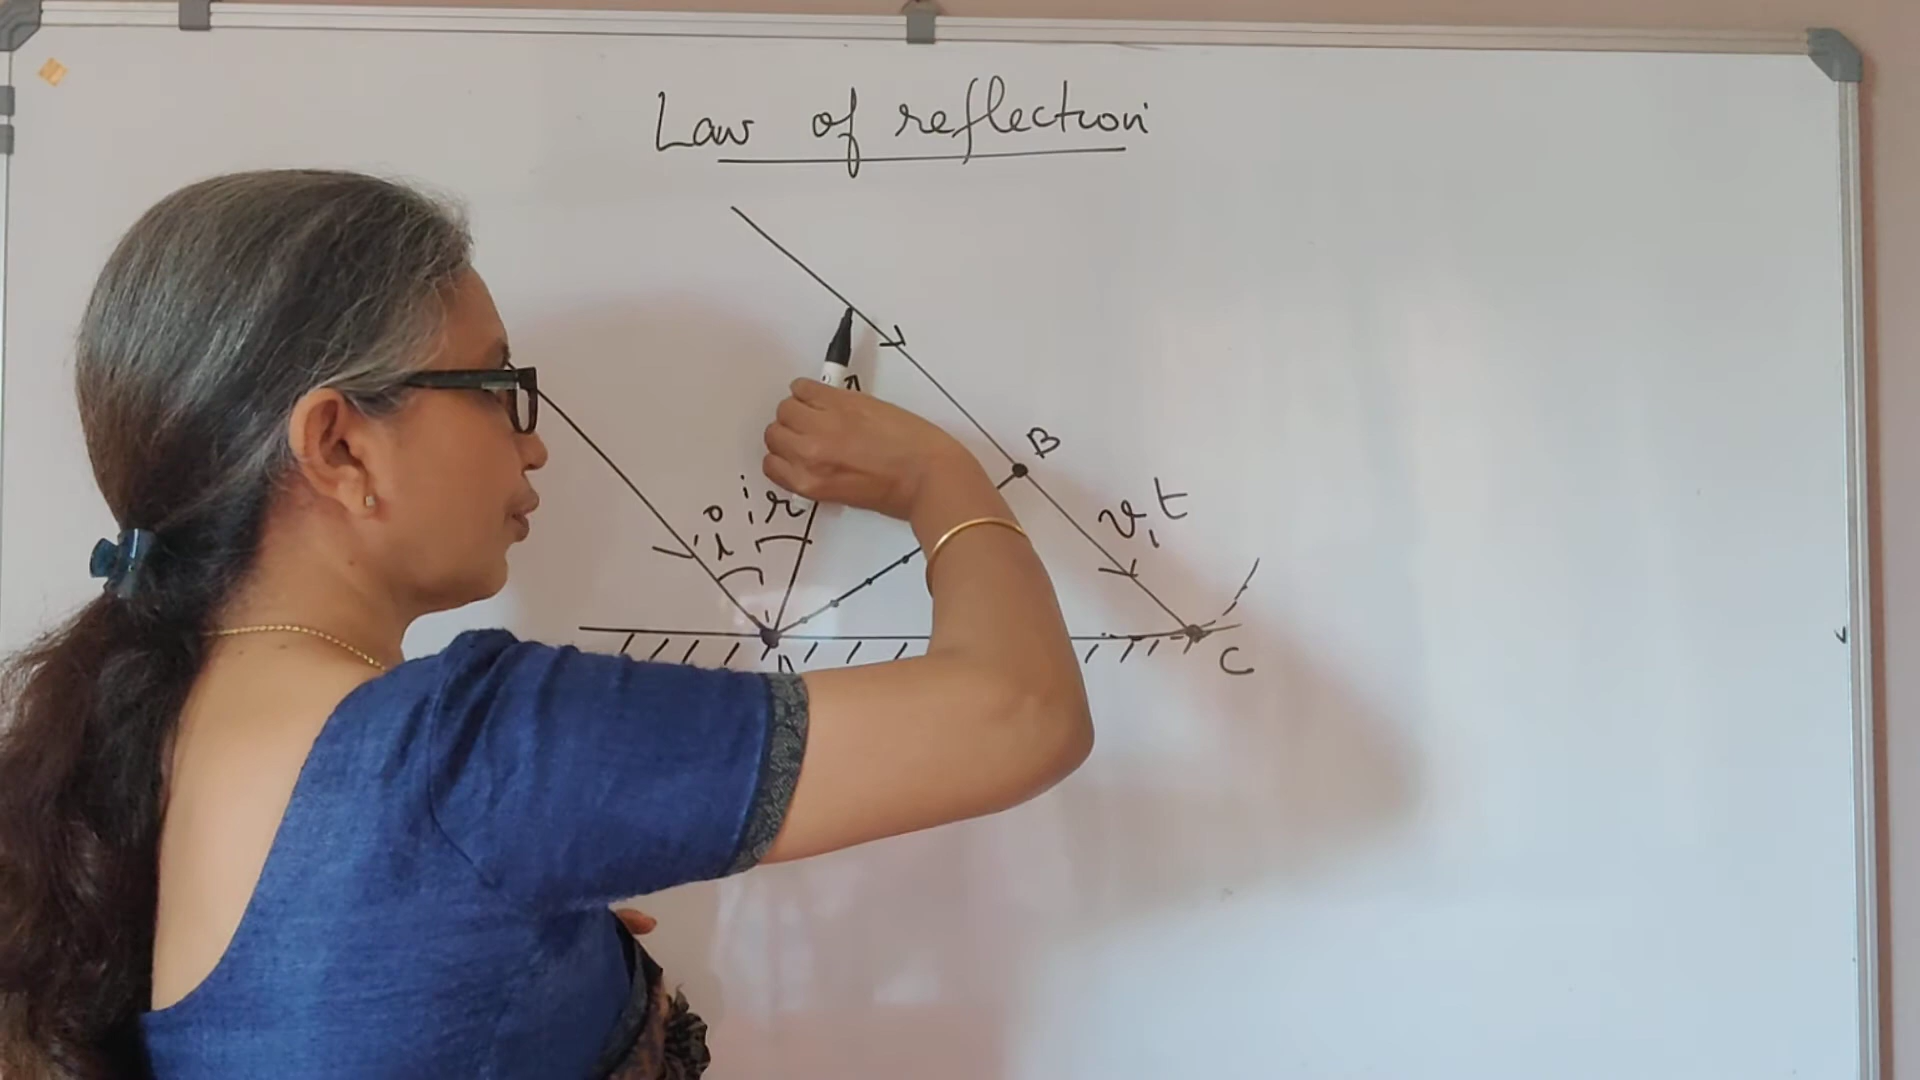 Law of reflection
B
i r
v₁t
A
C